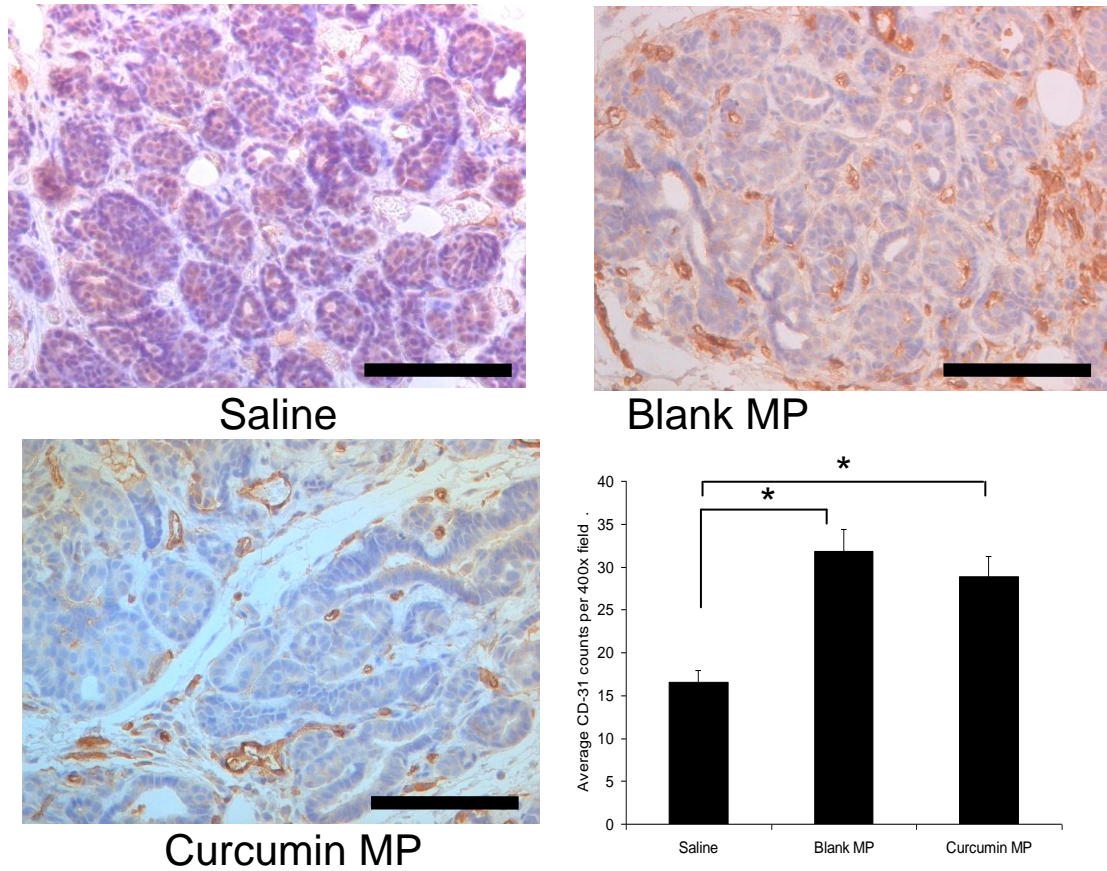 Saline
Blank MP
Curcumin MP
*
*
Average CD-31 counts per 400x field .
40
35
30
25
20
15
10
5
0
Saline
Blank MP
Curcumin MP